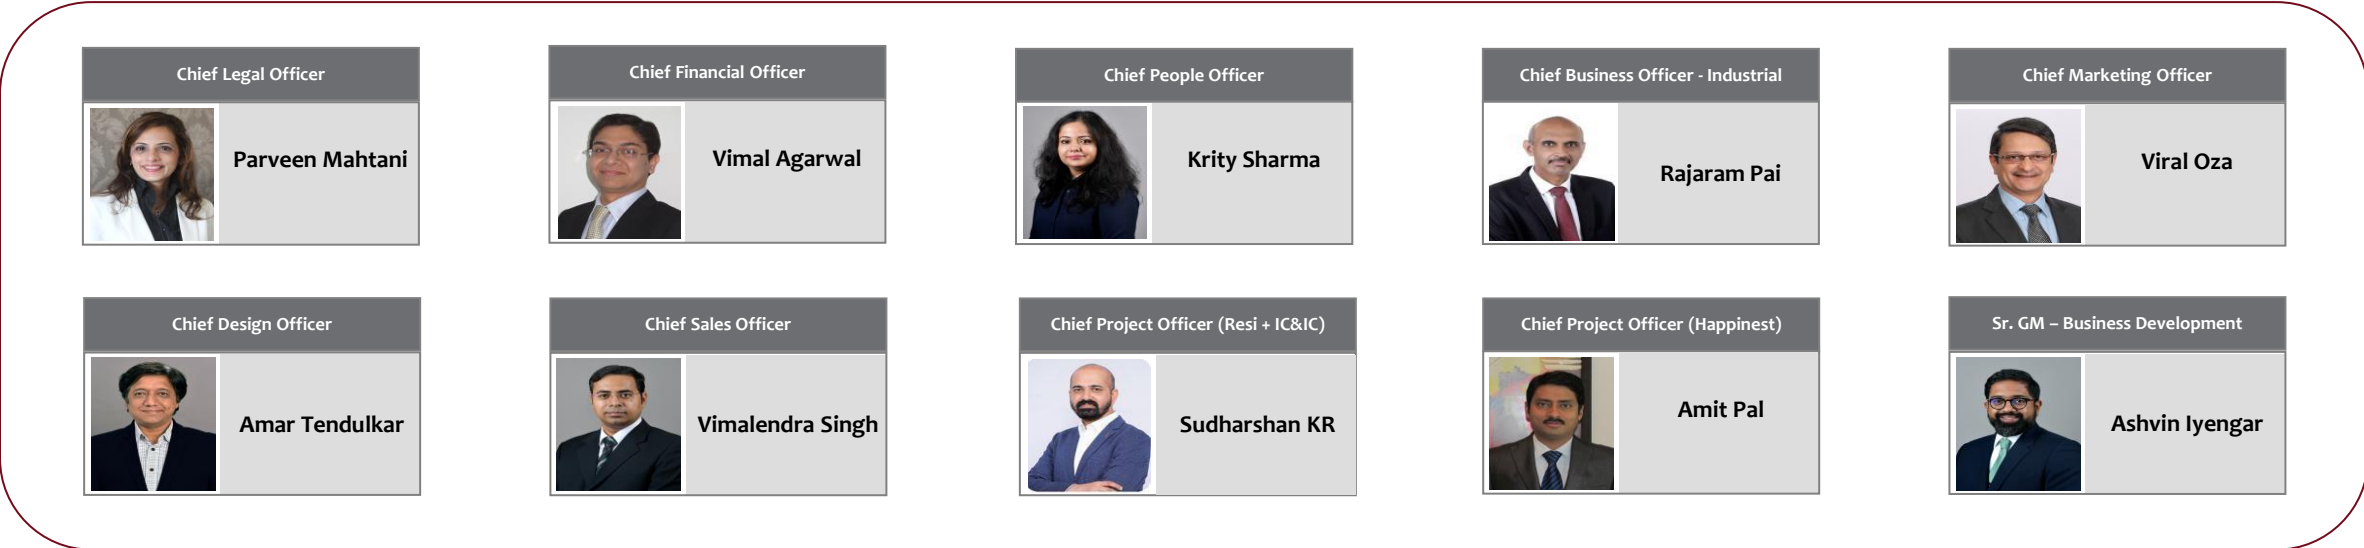 Chief Legal Officer
Parveen Mahtani
Chief Financial Officer
Vimal Agarwal
Chief People Officer
Krity Sharma
Chief Business Officer - Industrial
Rajaram Pai
Chief Marketing Officer
Viral Oza
Chief Design Officer
Amar Tendulkar
Chief Sales Officer
Vimalendra Singh
Chief Project Officer (Resi + IC&IC)
Sudharshan KR
Chief Project Officer (Happinest)
Amit Pal
Sr. GM – Business Development
Ashvin Iyengar